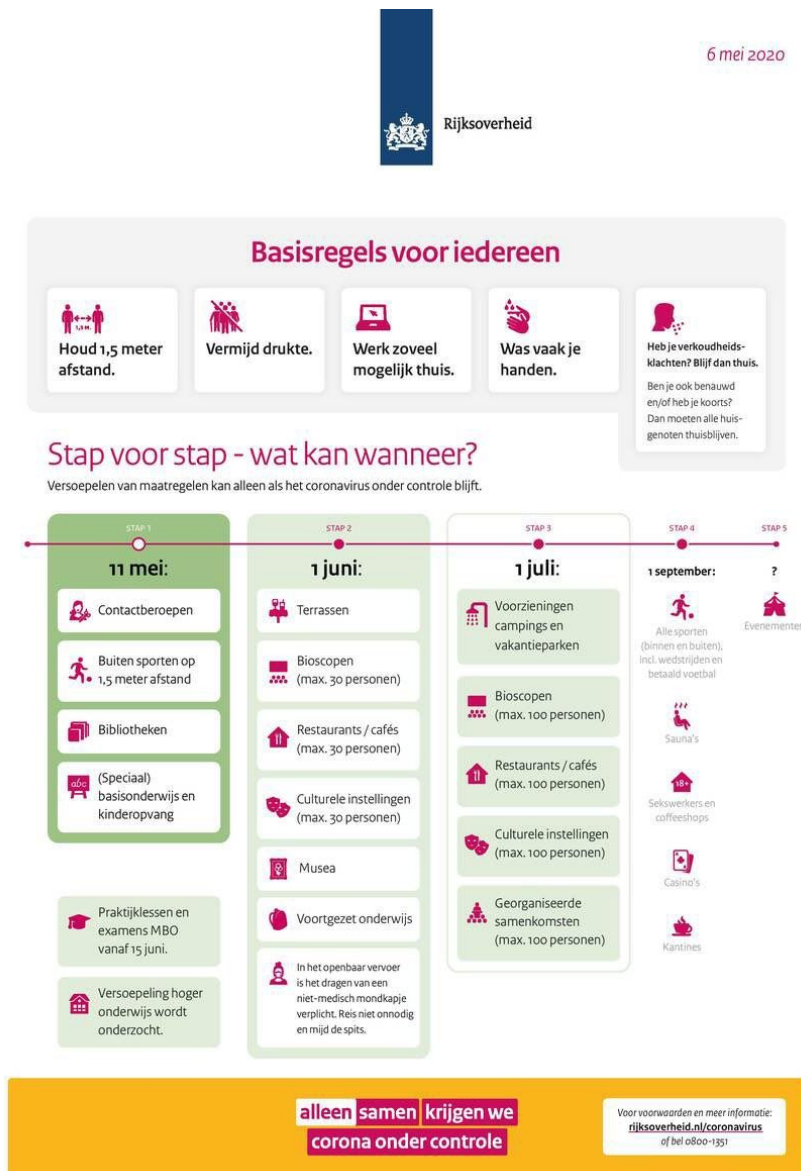 6 mei 2020
Rijksoverheid
Basisregels voor iedereen
1,5 M.
Houd 1,5 meter
afstand.
Vermijd drukte.
Werk zoveel
mogelijk thuis.
Was vaak je
handen.
Heb je verkoudheids-
klachten? Blijf dan thuis.
Ben je ook benauwd
en/of heb je koorts?
Dan moeten alle huis-
genoten thuisblijven.
Stap voor stap - wat kan wanneer?
Versoepelen van maatregelen kan alleen als het coronavirus onder controle blijft.
STAP 1
11 mei:
Contactberoepen
Buiten sporten op
1,5 meter afstand
Bibliotheken
abc
(Speciaal)
basisonderwijs en
kinderopvang
Praktijklessen en
examens MBO
vanaf 15 juni.
Versoepeling hoger
onderwijs wordt
onderzocht.
STAP 2
1 juni:
Terrassen
Bioscopen
(max. 30 personen)
Restaurants / cafés
(max. 30 personen)
Culturele instellingen
(max. 30 personen)
Musea
Voortgezet onderwijs
In het openbaar vervoer
is het dragen van een
niet-medisch mondkapje
verplicht. Reis niet onnodig
en mijd de spits.
STAP 3
1 juli:
Voorzieningen
campings en
vakantieparken
Bioscopen
(max. 100 personen)
Restaurants / cafés
(max. 100 personen)
Culturele instellingen
(max. 100 personen)
Georganiseerde
samenkomsten
(max. 100 personen)
STAP 4
1 september:
Alle sporten
(binnen en buiten),
incl. wedstrijden en
betaald voetbal
Sauna's
18+
Sekswerkers en
coffeeshops
Casino's
Kantines
STAP 5
?
Evenementen
alleen samen krijgen we
corona onder controle
Voor voorwaarden en meer informatie:
rijksoverheid.nl/coronavirus
of bel 0800-1351